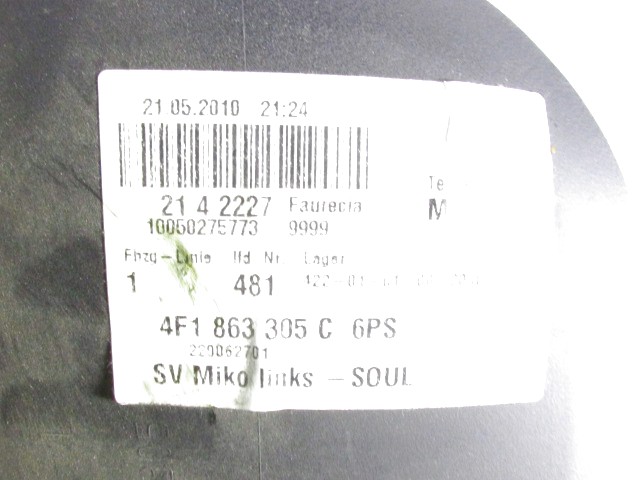 21.05.2010 21:24
21 4 2227 Faurecia
M
10050275773 9999
Fhzg-Linie lfd Nr. Lager
1 481
4F1 863 305 C 6PS
220062701
SV Miko links - SOUL